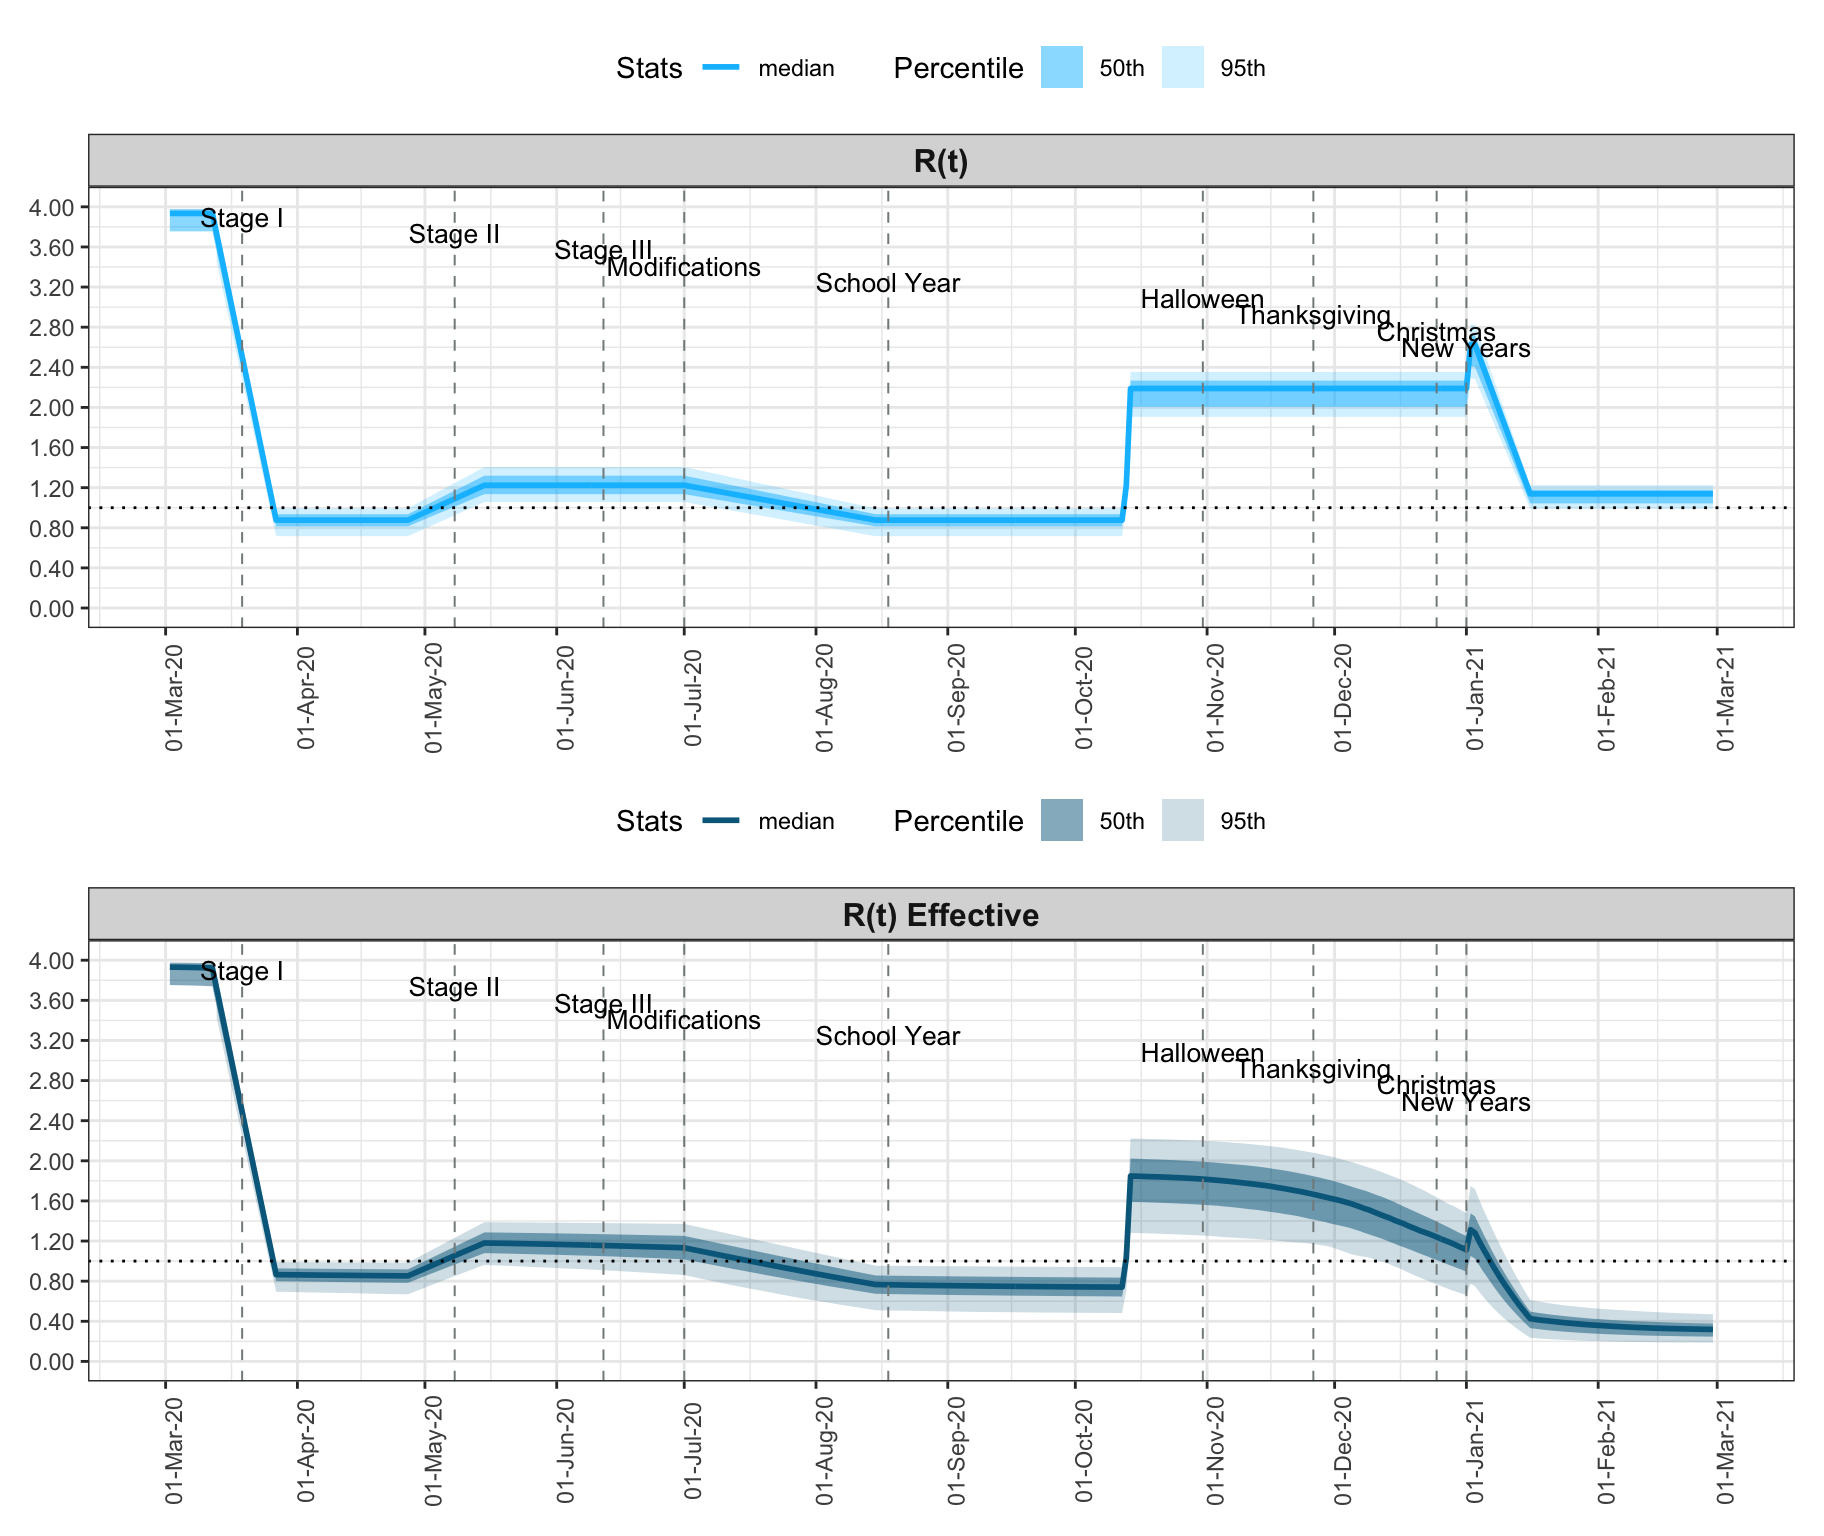 Stats median Percentile 50th 95th
R(t)
4.00
3.60
3.20
2.80
2.40
2.00
1.60
1.20
0.80
0.40
0.00
Stage I
Stage II
Stage III
Modifications
School Year
Halloween
Thanksgiving
Christmas
New Years
01-Mar-20
01-Apr-20
01-May-20
01-Jun-20
01-Jul-20
01-Aug-20
01-Sep-20
01-Oct-20
01-Nov-20
01-Dec-20
01-Jan-21
01-Feb-21
01-Mar-21
Stats median Percentile 50th 95th
R(t) Effective
4.00
3.60
3.20
2.80
2.40
2.00
1.60
1.20
0.80
0.40
0.00
Stage I
Stage II
Stage III
Modifications
School Year
Halloween
Thanksgiving
Christmas
New Years
01-Mar-20
01-Apr-20
01-May-20
01-Jun-20
01-Jul-20
01-Aug-20
01-Sep-20
01-Oct-20
01-Nov-20
01-Dec-20
01-Jan-21
01-Feb-21
01-Mar-21